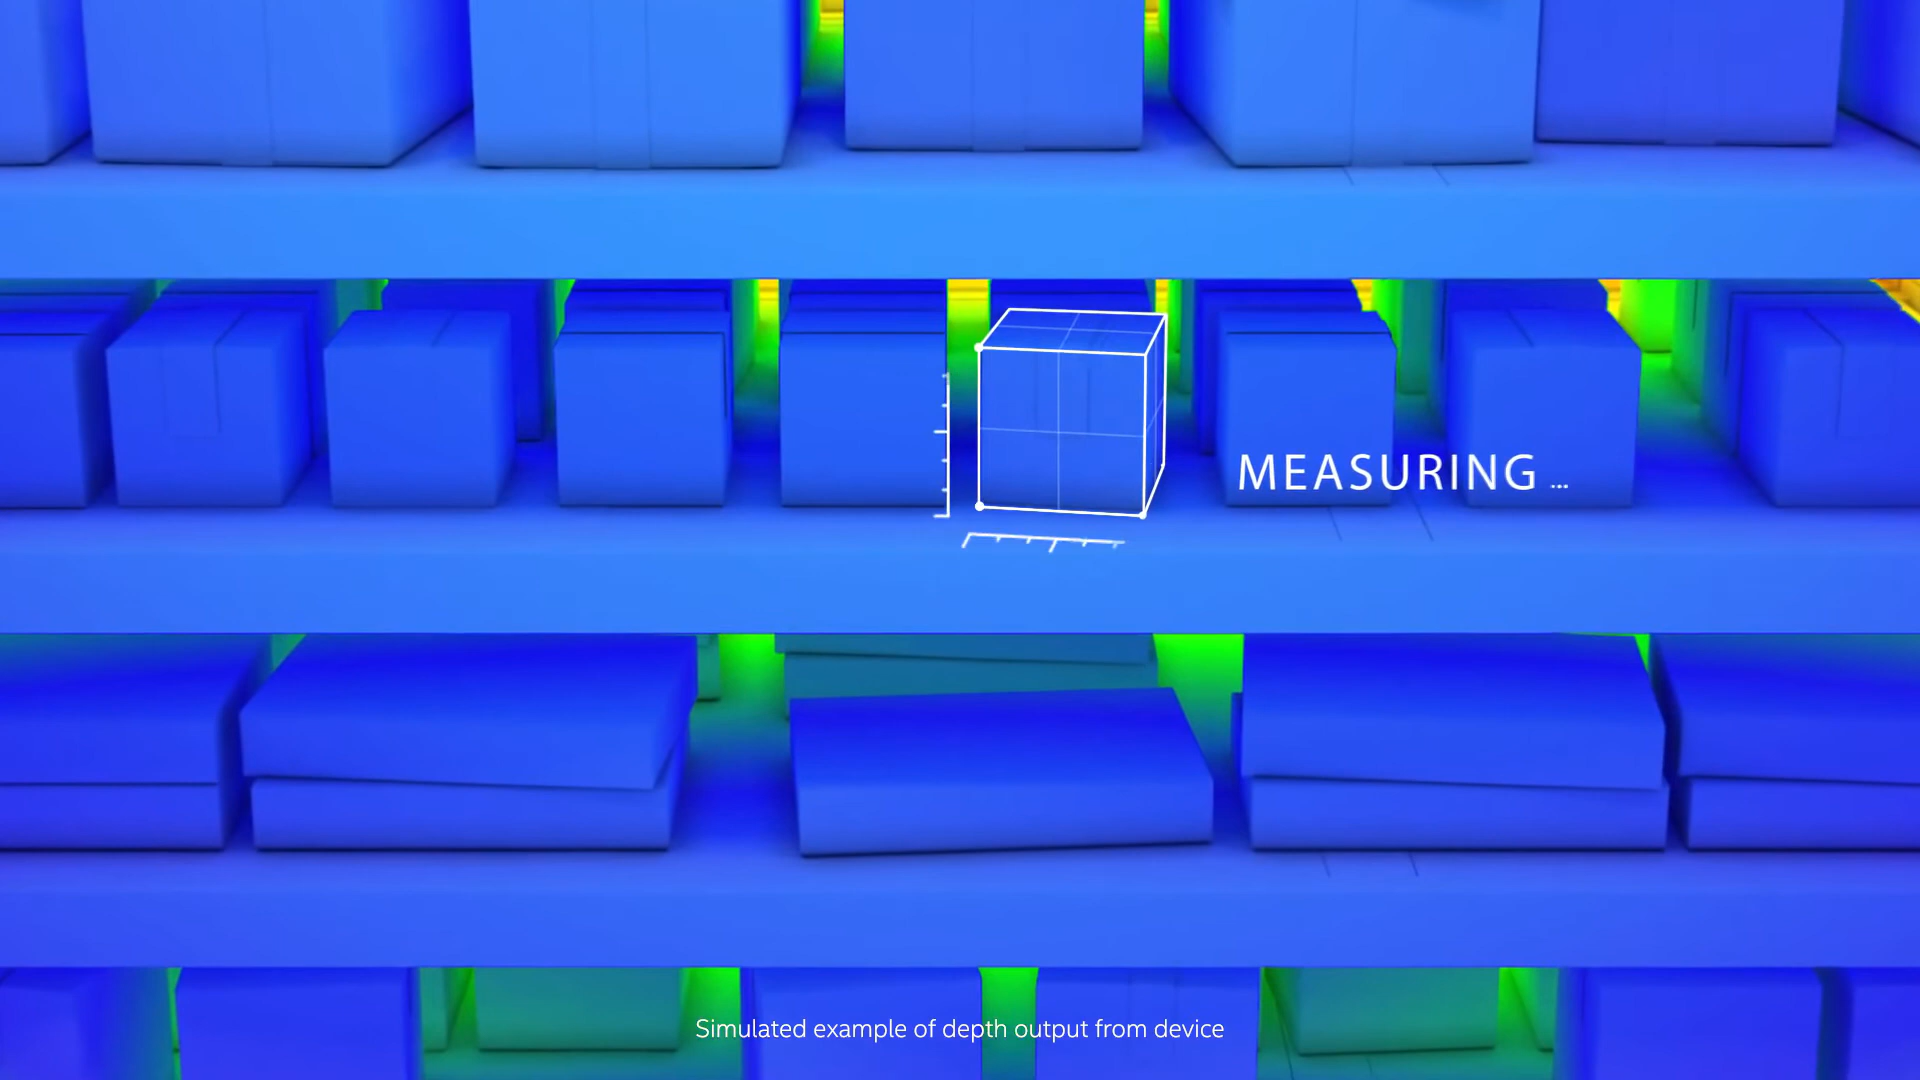 MEASURING ...
Simulated example of depth output from device